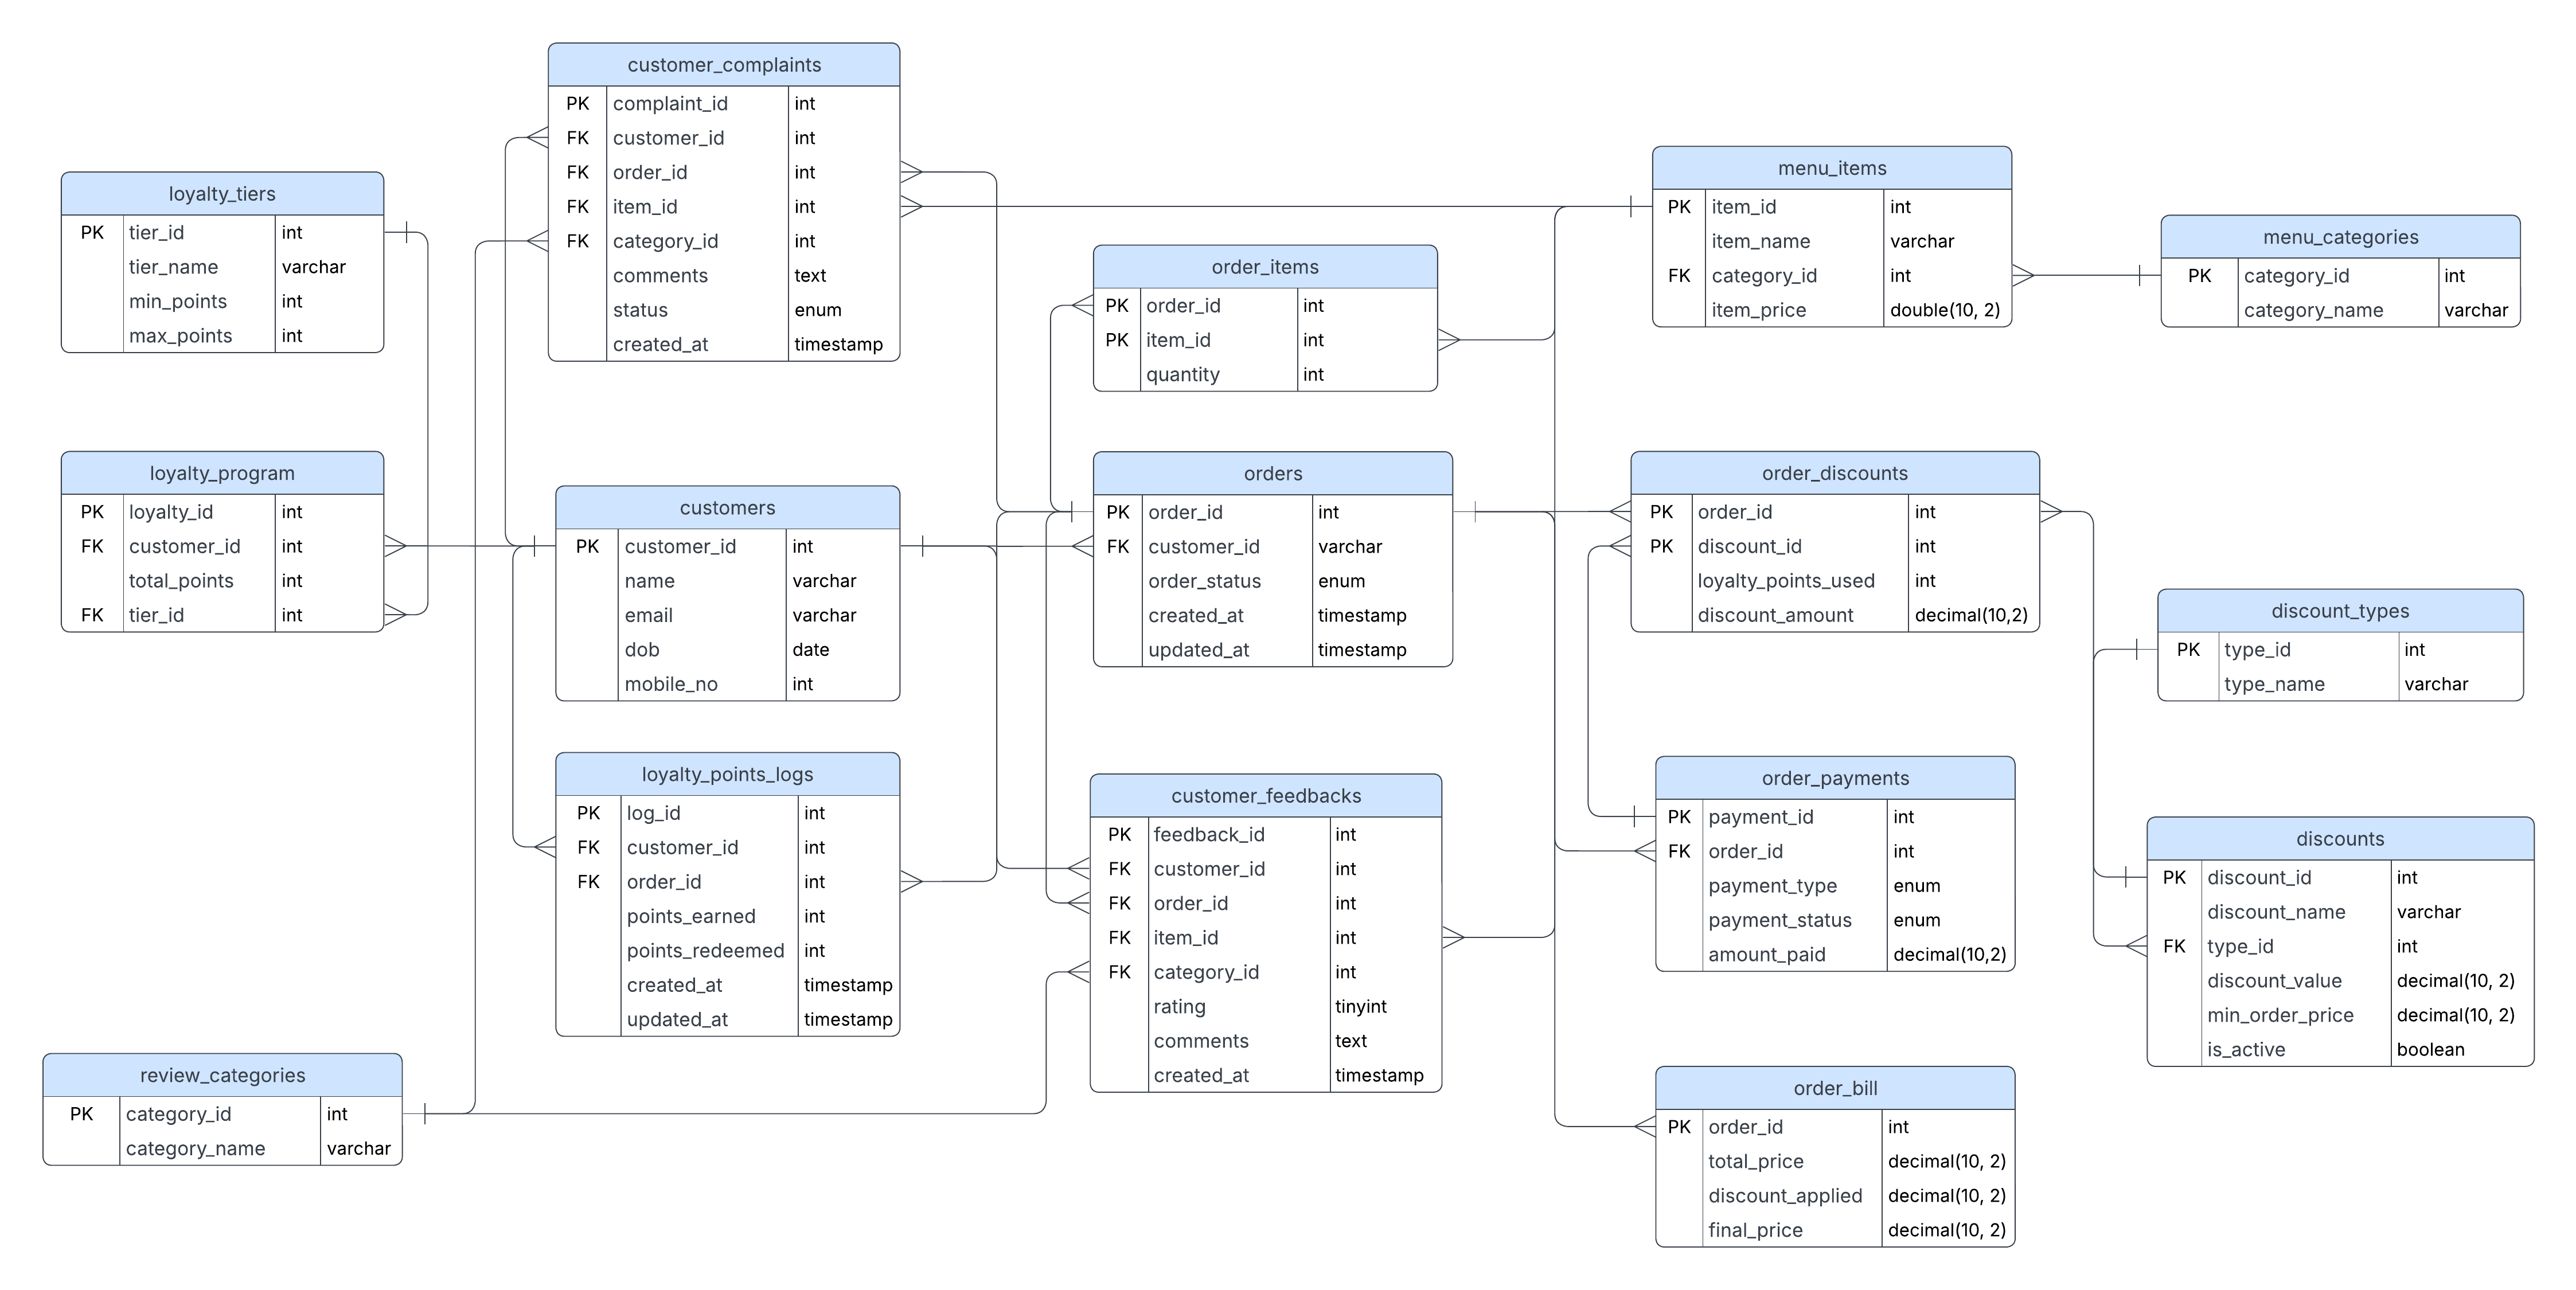 customer_complaints
PK complaint_id int
FK customer_id int
FK order_id int
FK item_id int
FK category_id int
comments text
status enum
created_at timestamp
loyalty_tiers
PK tier_id int
tier_name varchar
min_points int
max_points int
menu_items
PK item_id int
item_name varchar
FK category_id int
item_price double(10, 2)
menu_categories
PK category_id int
category_name varchar
order_items
PK order_id int
PK item_id int
quantity int
loyalty_program
PK loyalty_id int
FK customer_id int
total_points int
FK tier_id int
customers
PK customer_id int
name varchar
email varchar
dob date
mobile_no int
orders
PK order_id int
FK customer_id varchar
order_status enum
created_at timestamp
updated_at timestamp
order_discounts
PK order_id int
PK discount_id int
loyalty_points_used int
discount_amount decimal(10,2)
discount_types
PK type_id int
type_name varchar
loyalty_points_logs
PK log_id int
FK customer_id int
FK order_id int
points_earned int
points_redeemed int
created_at timestamp
updated_at timestamp
customer_feedbacks
PK feedback_id int
FK customer_id int
FK order_id int
FK item_id int
FK category_id int
rating tinyint
comments text
created_at timestamp
order_payments
PK payment_id int
FK order_id int
payment_type enum
payment_status enum
amount_paid decimal(10,2)
discounts
PK discount_id int
discount_name varchar
FK type_id int
discount_value decimal(10, 2)
min_order_price decimal(10, 2)
is_active boolean
review_categories
PK category_id int
category_name varchar
order_bill
PK order_id int
total_price decimal(10, 2)
discount_applied decimal(10, 2)
final_price decimal(10, 2)